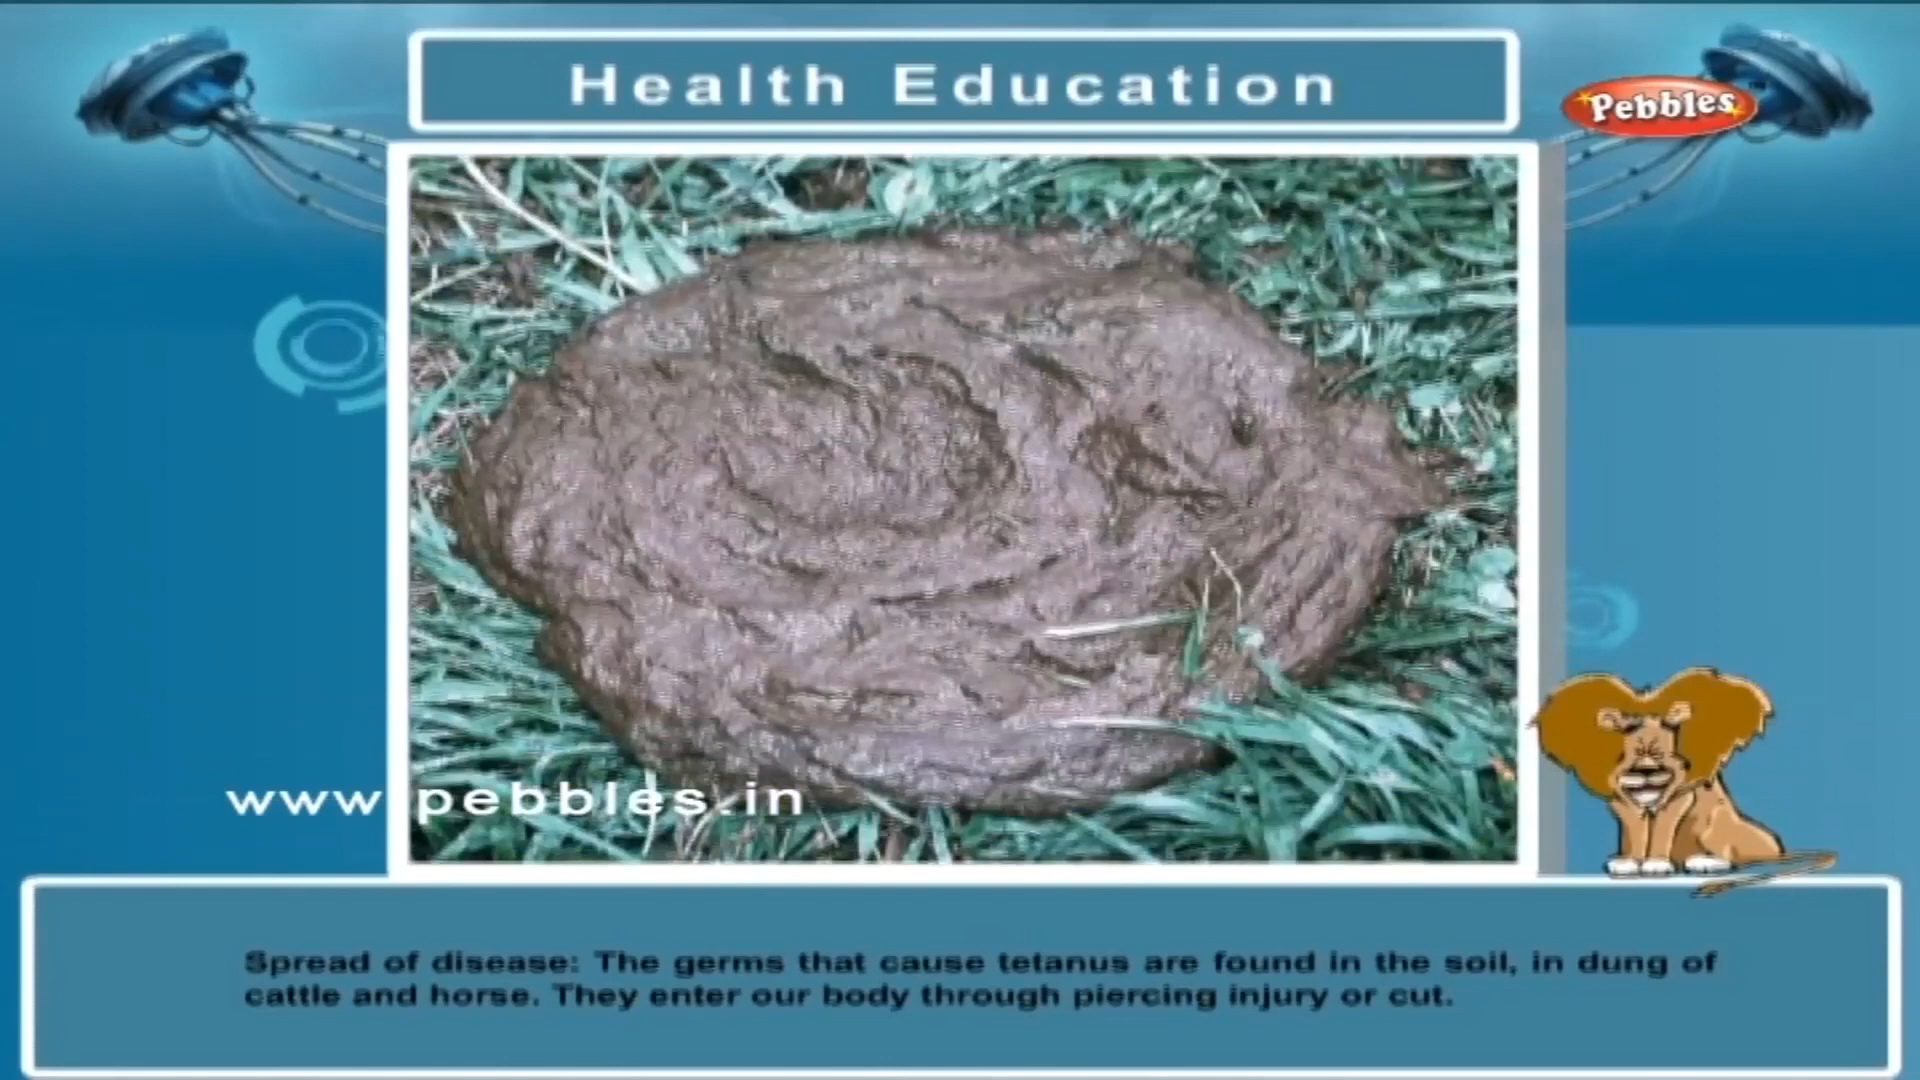 Health Education
Pebbles
www.pebbles.in
Spread of disease: The germs that cause tetanus are found in the soil, in dung of
cattle and horse. They enter our body through piercing injury or cut.